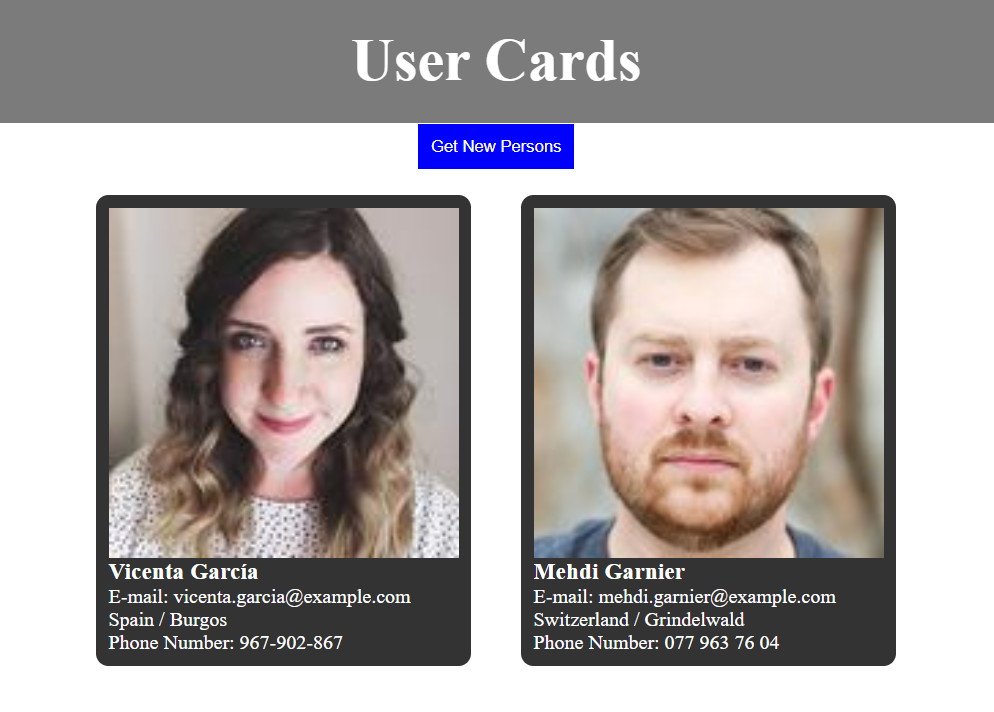 User Cards
Get New Persons
Vicenta García
E-mail: vicenta.garcia@example.com
Spain / Burgos
Phone Number: 967-902-867
Mehdi Garnier
E-mail: mehdi.garnier@example.com
Switzerland / Grindelwald
Phone Number: 077 963 76 04